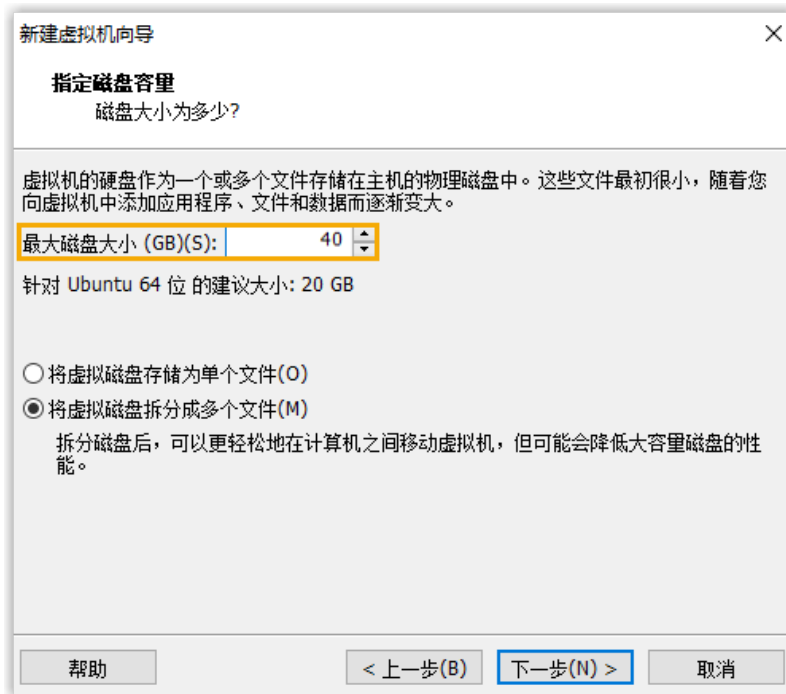 新建虚拟机向导
指定磁盘容量
磁盘大小为多少?
虚拟机的硬盘作为一个或多个文件存储在主机的物理磁盘中。这些文件最初很小，随着您
向虚拟机中添加应用程序、文件和数据而逐渐变大。
最大磁盘大小 (GB)(S): 40
针对 Ubuntu 64 位 的建议大小: 20 GB
将虚拟磁盘存储为单个文件(O)
将虚拟磁盘拆分成多个文件(M)
拆分磁盘后，可以更轻松地在计算机之间移动虚拟机，但可能会降低大容量磁盘的性
能。
帮助 < 上一步(B) 下一步(N) > 取消